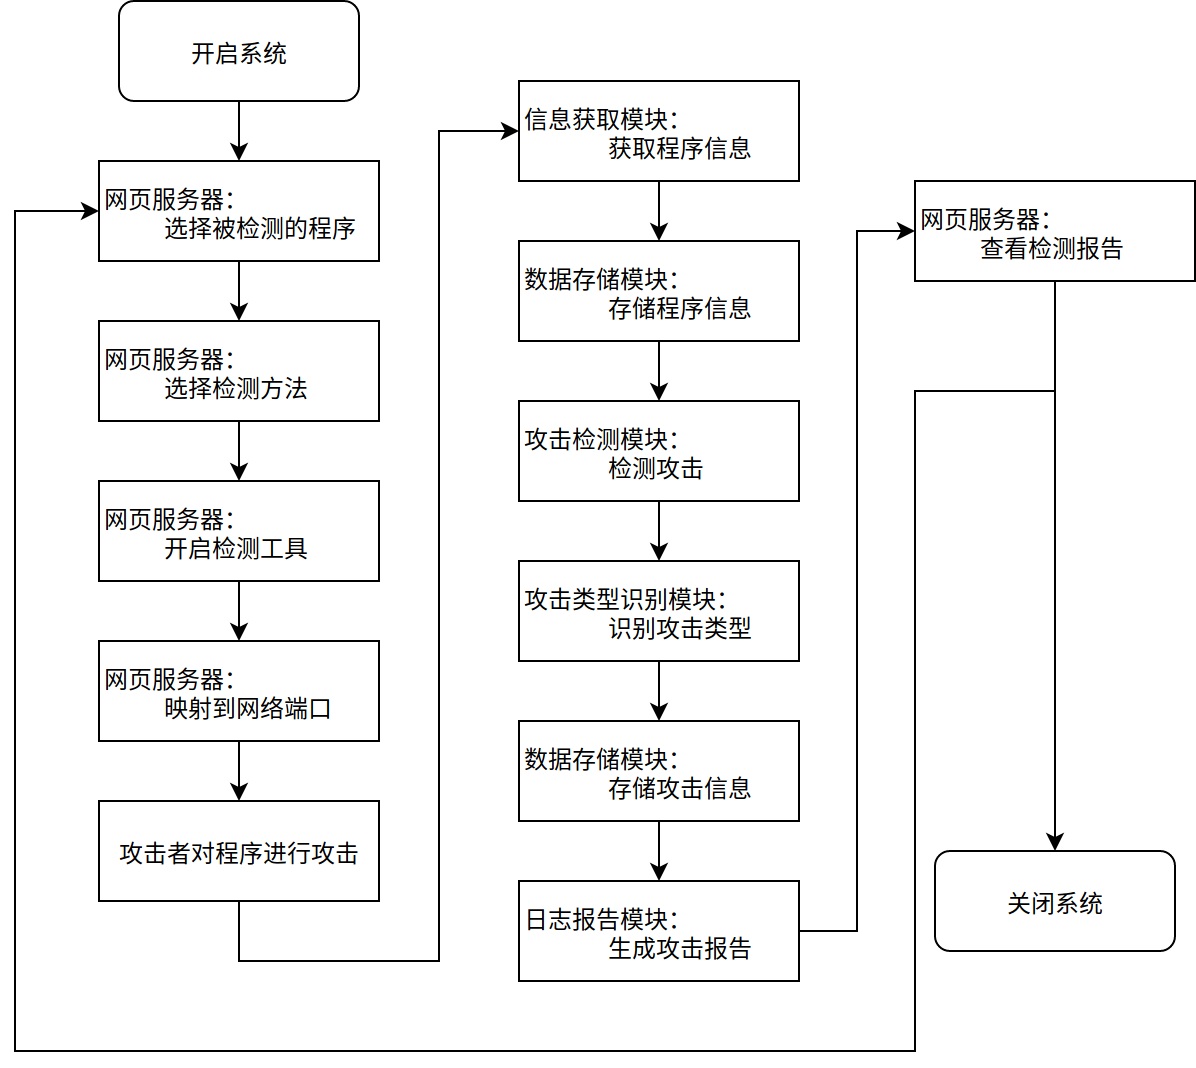 开启系统
网页服务器：
选择被检测的程序
网页服务器：
选择检测方法
网页服务器：
开启检测工具
网页服务器：
映射到网络端口
攻击者对程序进行攻击
信息获取模块：
获取程序信息
数据存储模块：
存储程序信息
攻击检测模块：
检测攻击
攻击类型识别模块：
识别攻击类型
数据存储模块：
存储攻击信息
日志报告模块：
生成攻击报告
网页服务器：
查看检测报告
关闭系统